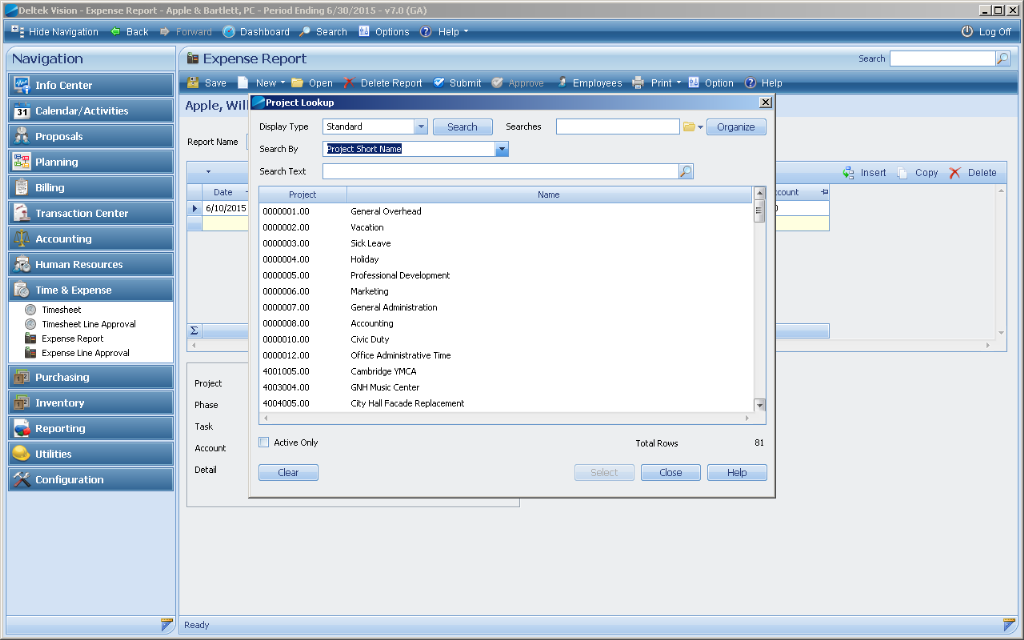 Deltek Vision - Expense Report - Apple & Bartlett, PC - Period Ending 6/30/2015 - v7.0 (GA)
Hide Navigation Back Forward Dashboard Search Options Help Log Off
Navigation
Expense Report
Search
Info Center
Calendar/Activities
Proposals
Planning
Billing
Transaction Center
Accounting
Human Resources
Time & Expense
Timesheet
Timesheet Line Approval
Expense Report
Expense Line Approval
Purchasing
Inventory
Reporting
Utilities
Configuration
Save New Open Delete Report Submit Approve Employees Print Option Help
Apple, Will
Report Name
Insert Copy Delete
Date
ount
6/10/2015
Σ
Project
Phase
Task
Account
Detail
Project Lookup
Display Type Standard Search Searches Organize
Search By Project Short Name
Search Text
Project Name
0000001.00 General Overhead
0000002.00 Vacation
0000003.00 Sick Leave
0000004.00 Holiday
0000005.00 Professional Development
0000006.00 Marketing
0000007.00 General Administration
0000008.00 Accounting
0000010.00 Civic Duty
0000012.00 Office Administrative Time
4001005.00 Cambridge YMCA
4003004.00 GNH Music Center
4004005.00 City Hall Facade Replacement
Active Only Total Rows 81
Clear Select Close Help
Ready